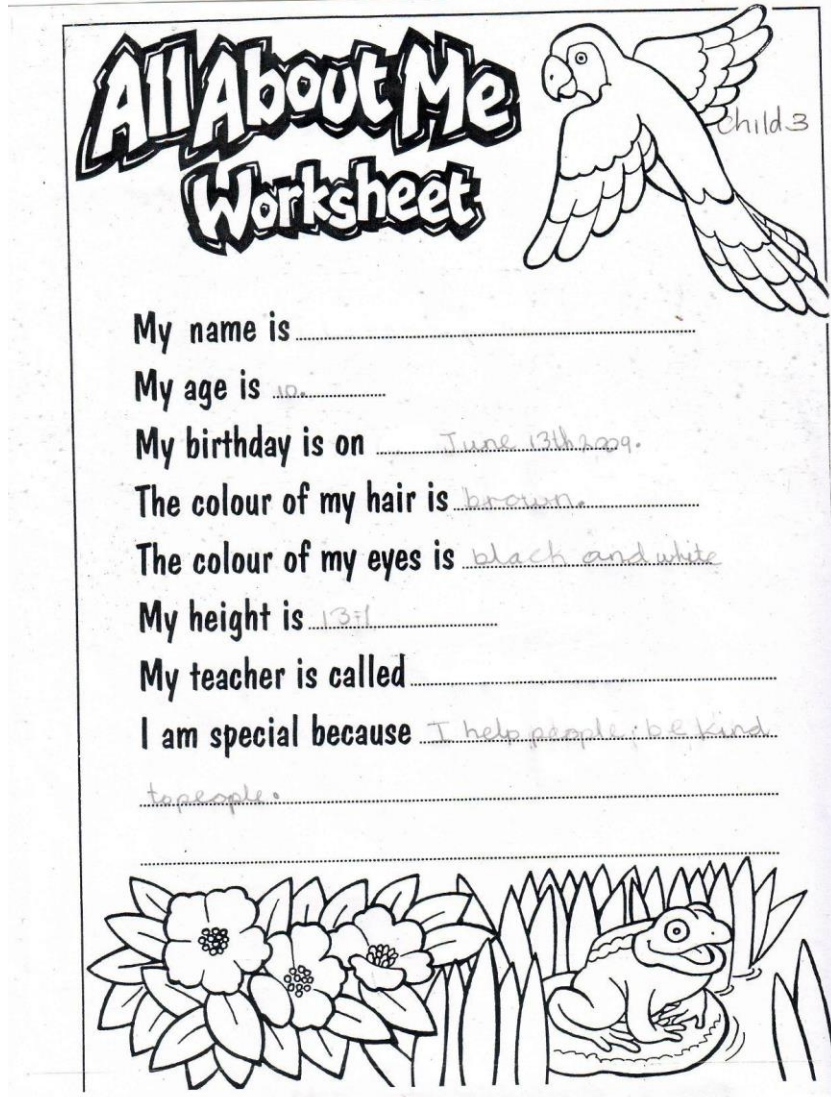 All About Me
Worksheet
Child 3
My name is
My age is 10.
My birthday is on June 13th 2009.
The colour of my hair is brown.
The colour of my eyes is black and white
My height is
My teacher is called
I am special because I help people, be kind
to people.